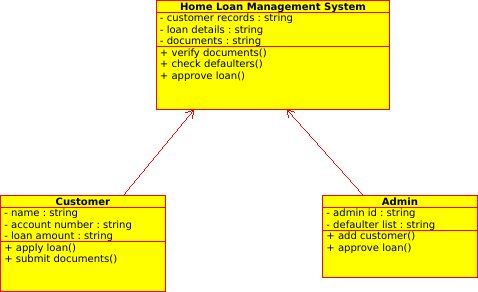 Home Loan Management System
- customer records : string
- loan details : string
- documents : string
+ verify documents()
+ check defaulters()
+ approve loan()
Customer
- name : string
- account number : string
- loan amount : string
+ apply loan()
+ submit documents()
Admin
- admin id : string
- defaulter list : string
+ add customer()
+ approve loan()